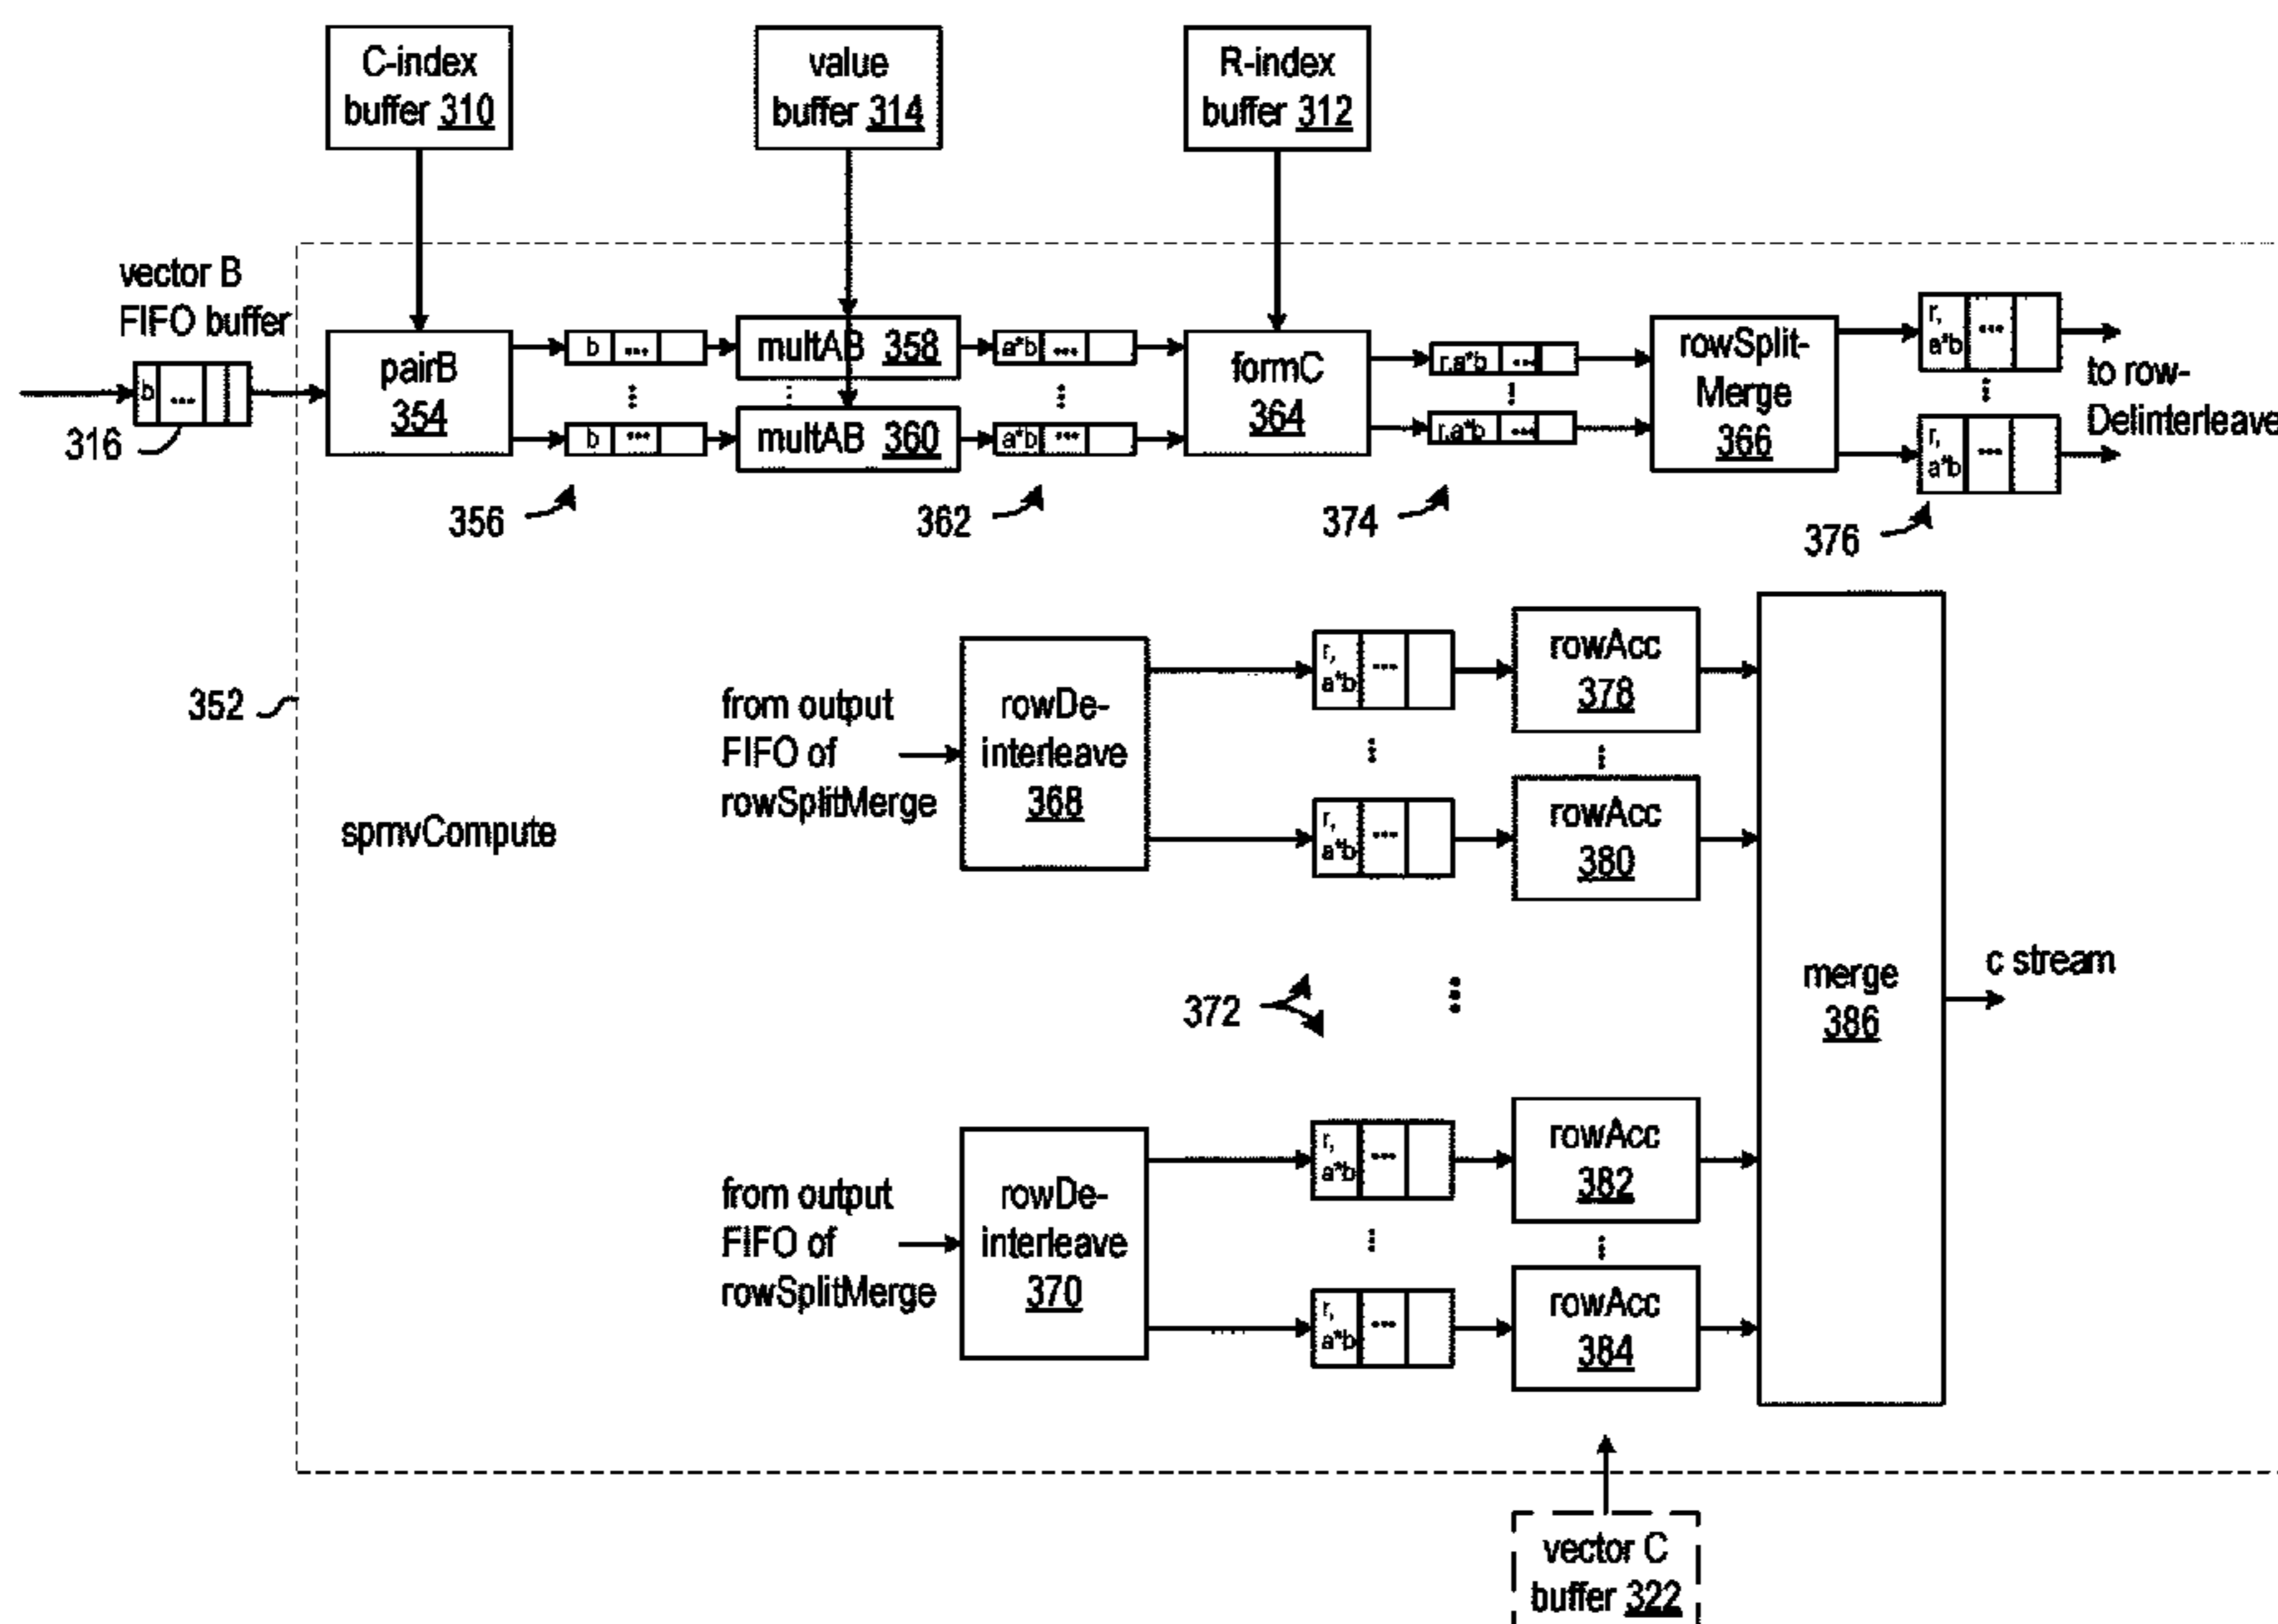 C-index
buffer 310
value
buffer 314
R-index
buffer 312
vector B
FIFO buffer
b ...
316
pairB
354
b ...
b ...
356
multAB 358
multAB 360
a*b ...
a*b ...
362
formC
364
r,a*b ...
r,a*b ...
374
rowSplit-
Merge
366
r, ...
a*b
r, ...
a*b
376
to row-
DeIinterleave
352
spmvCompute
from output
FIFO of
rowSplitMerge
rowDe-
interleave
368
r, ...
a*b
r, ...
a*b
rowAcc
378
rowAcc
380
372
merge
386
c stream
from output
FIFO of
rowSplitMerge
rowDe-
interleave
370
r, ...
a*b
r, ...
a*b
rowAcc
382
rowAcc
384
vector C
buffer 322